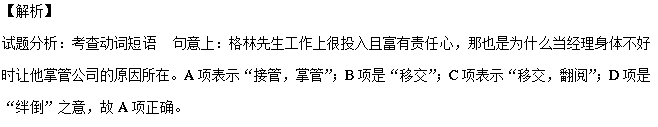 【解析】
试题分析：考查动词短语　句意上：格林先生工作上很投入且富有责任心，那也是为什么当经理身体不好
时让他掌管公司的原因所在。A 项表示“接管，掌管”；B 项是“移交”；C 项表示“移交，翻阅”；D 项是
“绊倒”之意，故 A 项正确。